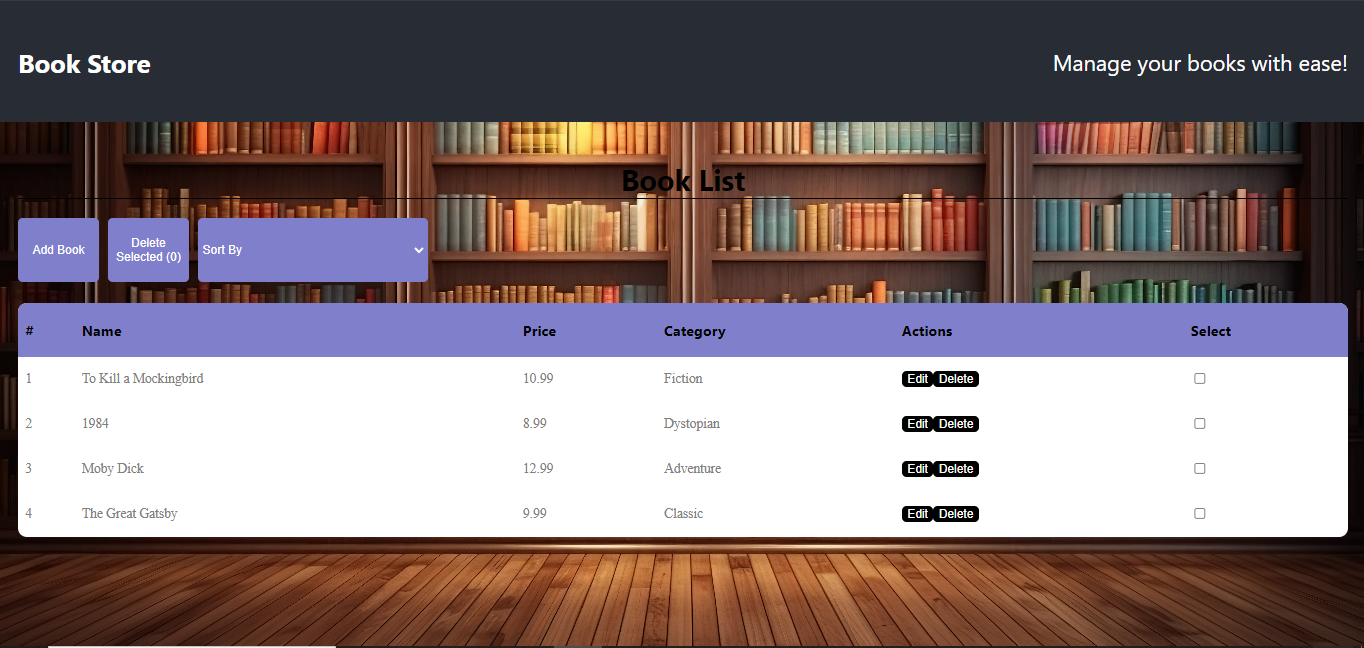 Book Store
Manage your books with ease!
Book List
Add Book
Delete
Selected (0)
Sort By
# Name Price Category Actions Select
1 To Kill a Mockingbird 10.99 Fiction Edit Delete
2 1984 8.99 Dystopian Edit Delete
3 Moby Dick 12.99 Adventure Edit Delete
4 The Great Gatsby 9.99 Classic Edit Delete